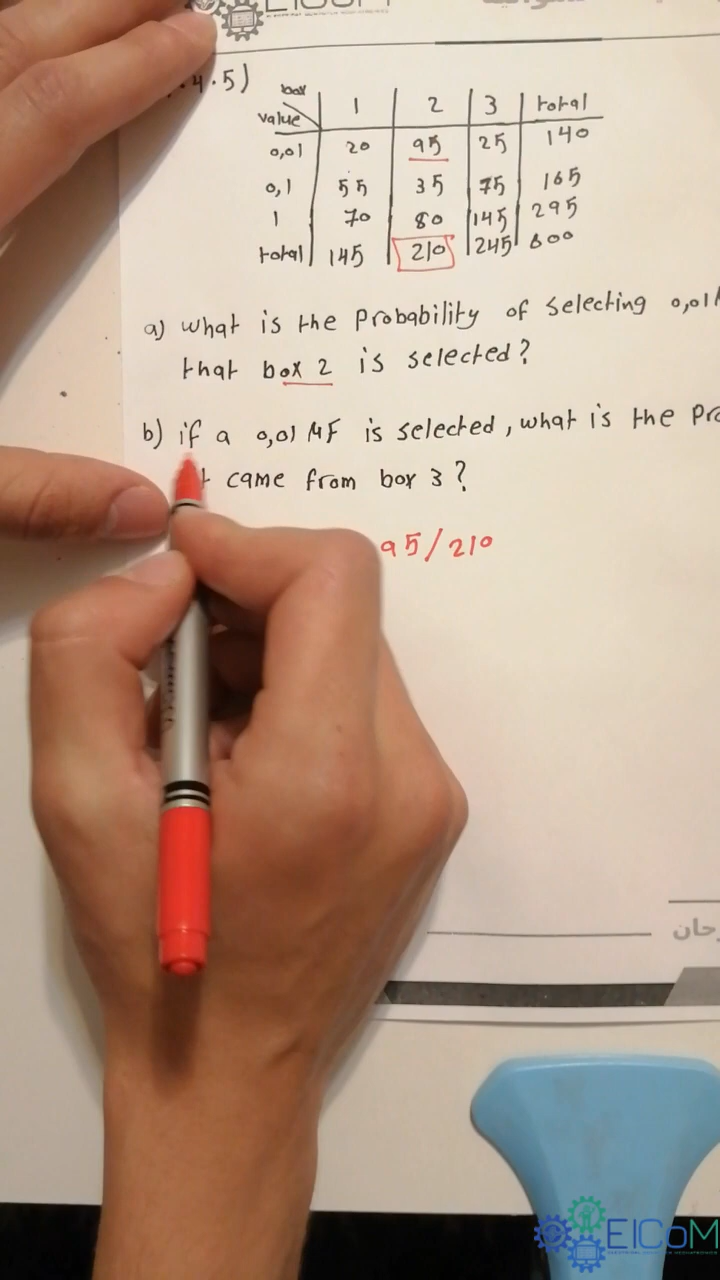 EICOM
.4.5)
box
value 1 2 3 total
0,01 20 95 25 140
0,1 55 35 75 165
1 70 80 145 295
total 145 210 245 600
a) what is the Probability of selecting 0,01
that box 2 is selected?
b) if a 0,01 MF is selected, what is the Pro
came from box 3?
95/210
رحان
EICoM